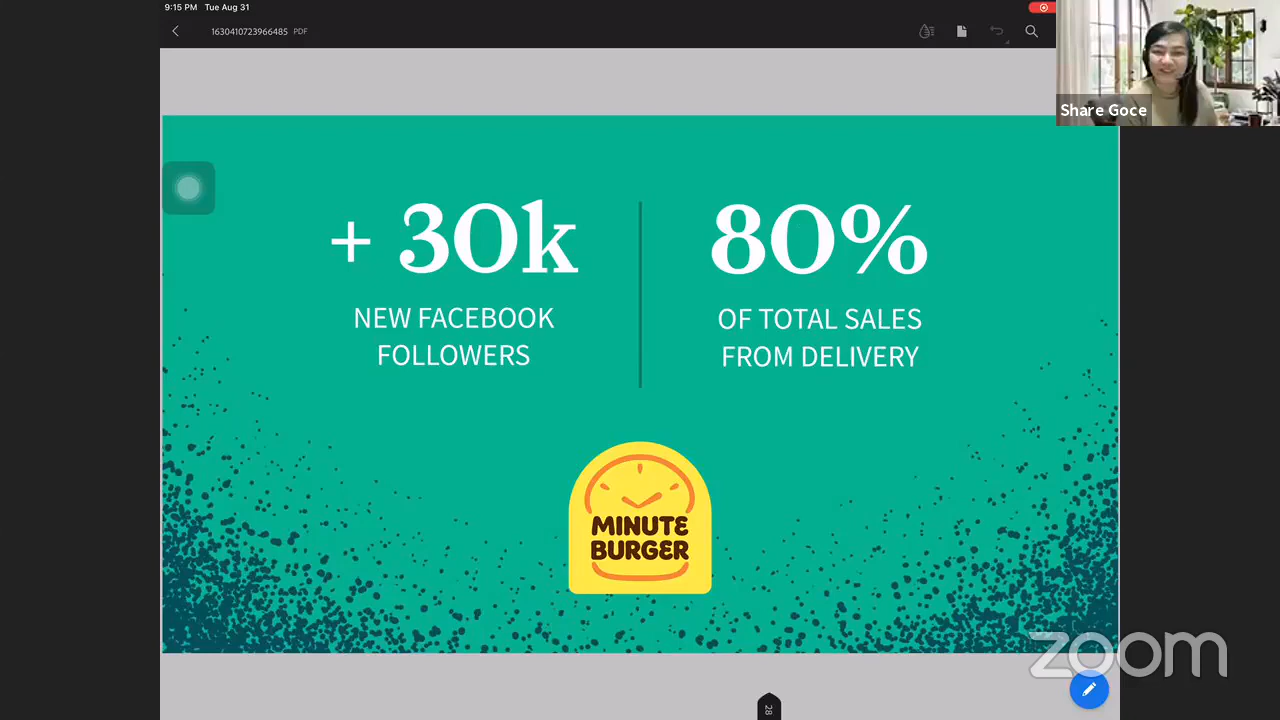 9:15 PM Tue Aug 31
1630410723966485 PDF
Share Goce
+ 30k
NEW FACEBOOK
FOLLOWERS
80%
OF TOTAL SALES
FROM DELIVERY
MINUTE
BURGER
zoom
28